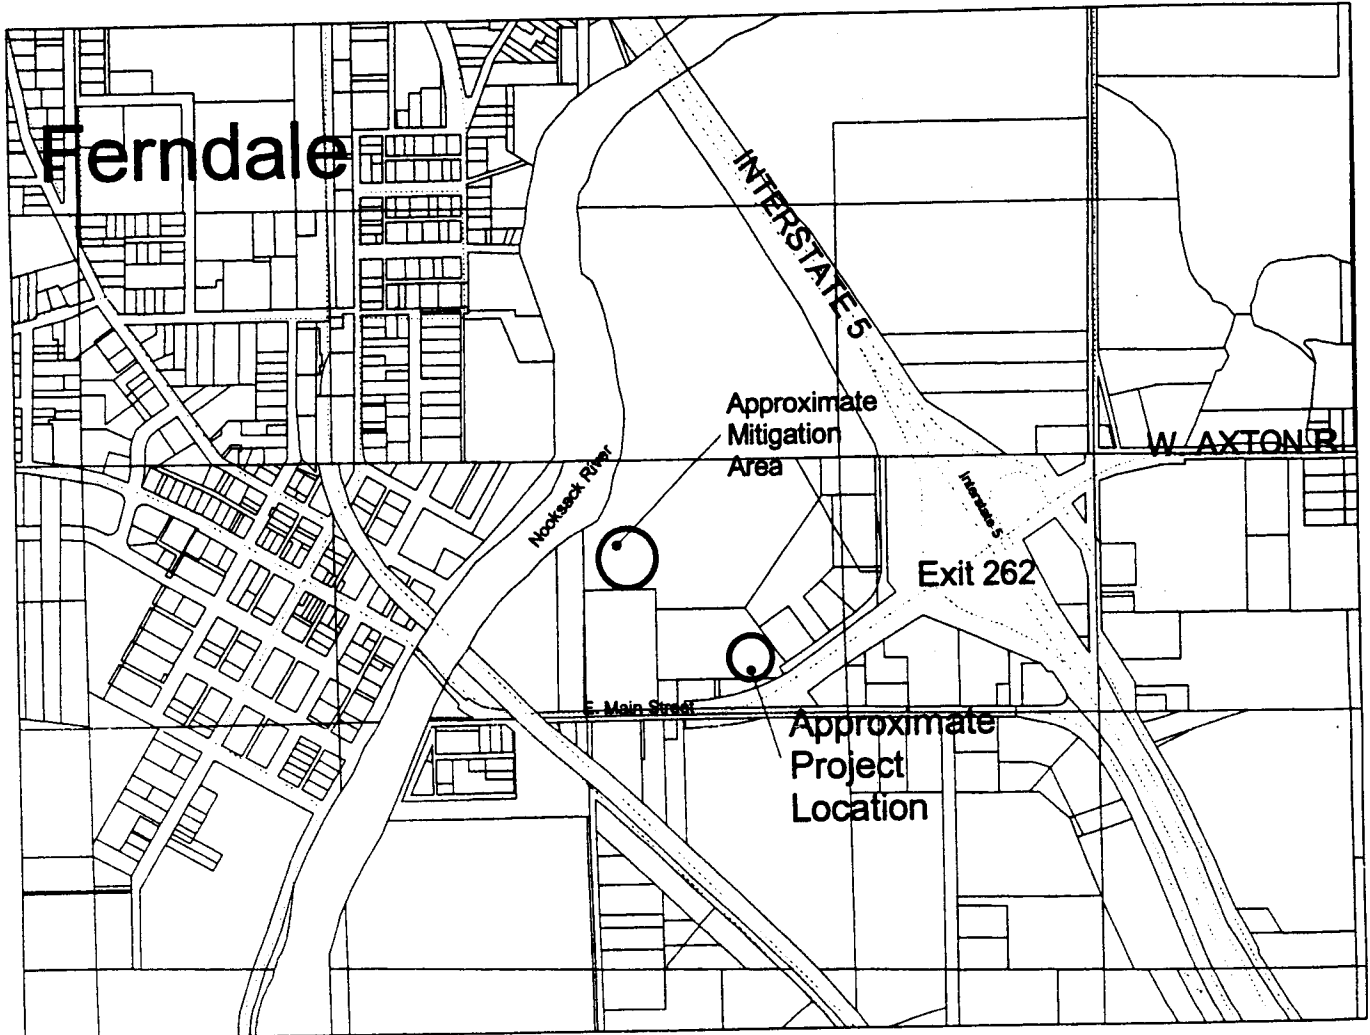 Ferndale
INTERSTATE 5
Approximate
Mitigation
Area
W. AXTON R
Nooksack River
Interstate 5
Exit 262
E. Main Street
Approximate
Project
Location